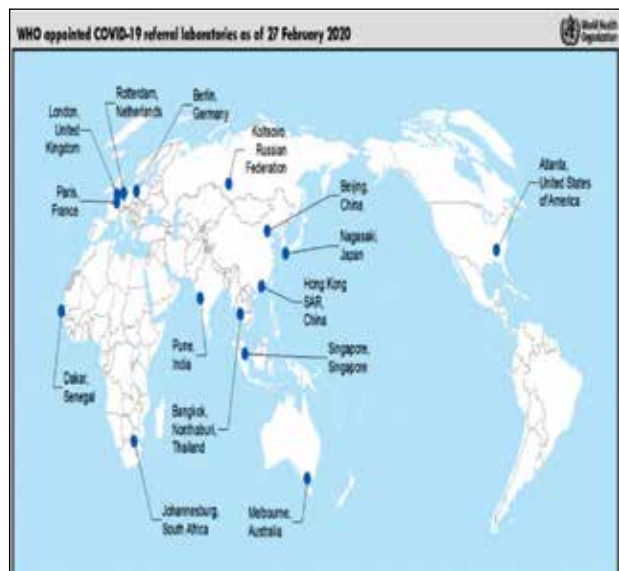 WHO appointed COVID-19 referral laboratories as of 27 February 2020
World Health
Organization
Rotterdam,
Netherlands
Berlin,
Germany
London,
United
Kingdom
Koltsovo,
Russian
Federation
Paris,
France
Beijing,
China
Atlanta,
United States
of America
Nagasaki,
Japan
Hong Kong
SAR,
China
Pune,
India
Singapore,
Singapore
Dakar,
Senegal
Bangkok,
Northaburi,
Thailand
Johannesburg,
South Africa
Melbourne,
Australia